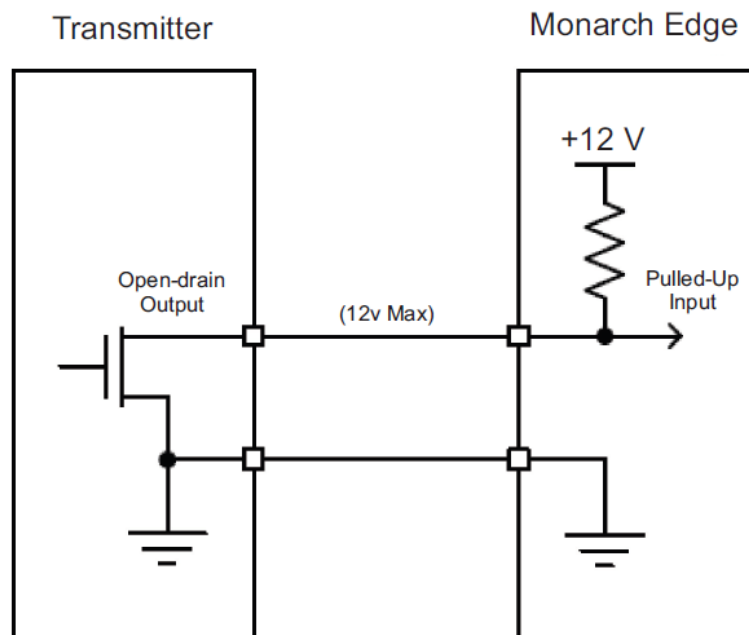 Transmitter
Monarch Edge
+12 V
Open-drain
Output
(12v Max)
Pulled-Up
Input